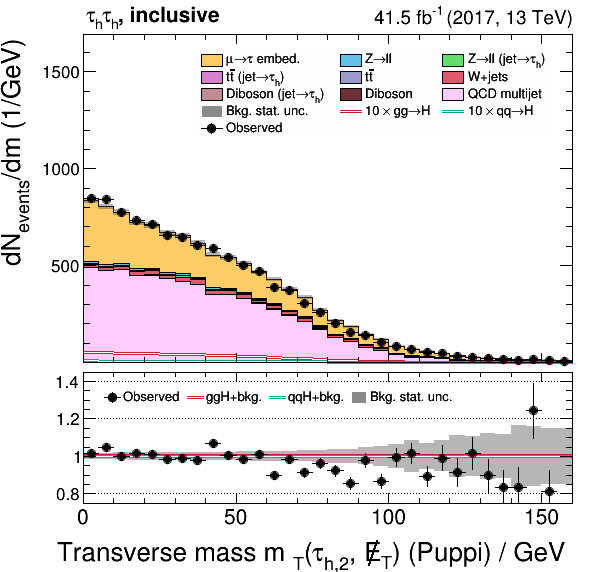 τhτh, inclusive
41.5 fb⁻¹ (2017, 13 TeV)
dNevents/dm (1/GeV)
1500
1000
500
μ→τ embed.
Z→ll
Z→ll (jet→τh)
tt̄ (jet→τh)
tt̄
W+jets
Diboson (jet→τh)
Diboson
QCD multijet
Bkg. stat. unc.
10 × gg→H
10 × qq→H
Observed
1.4
1.2
1.0
0.8
Observed
ggH+bkg.
qqH+bkg.
Bkg. stat. unc.
0
50
100
150
Transverse mass m T(τh,2, E̸T) (Puppi) / GeV